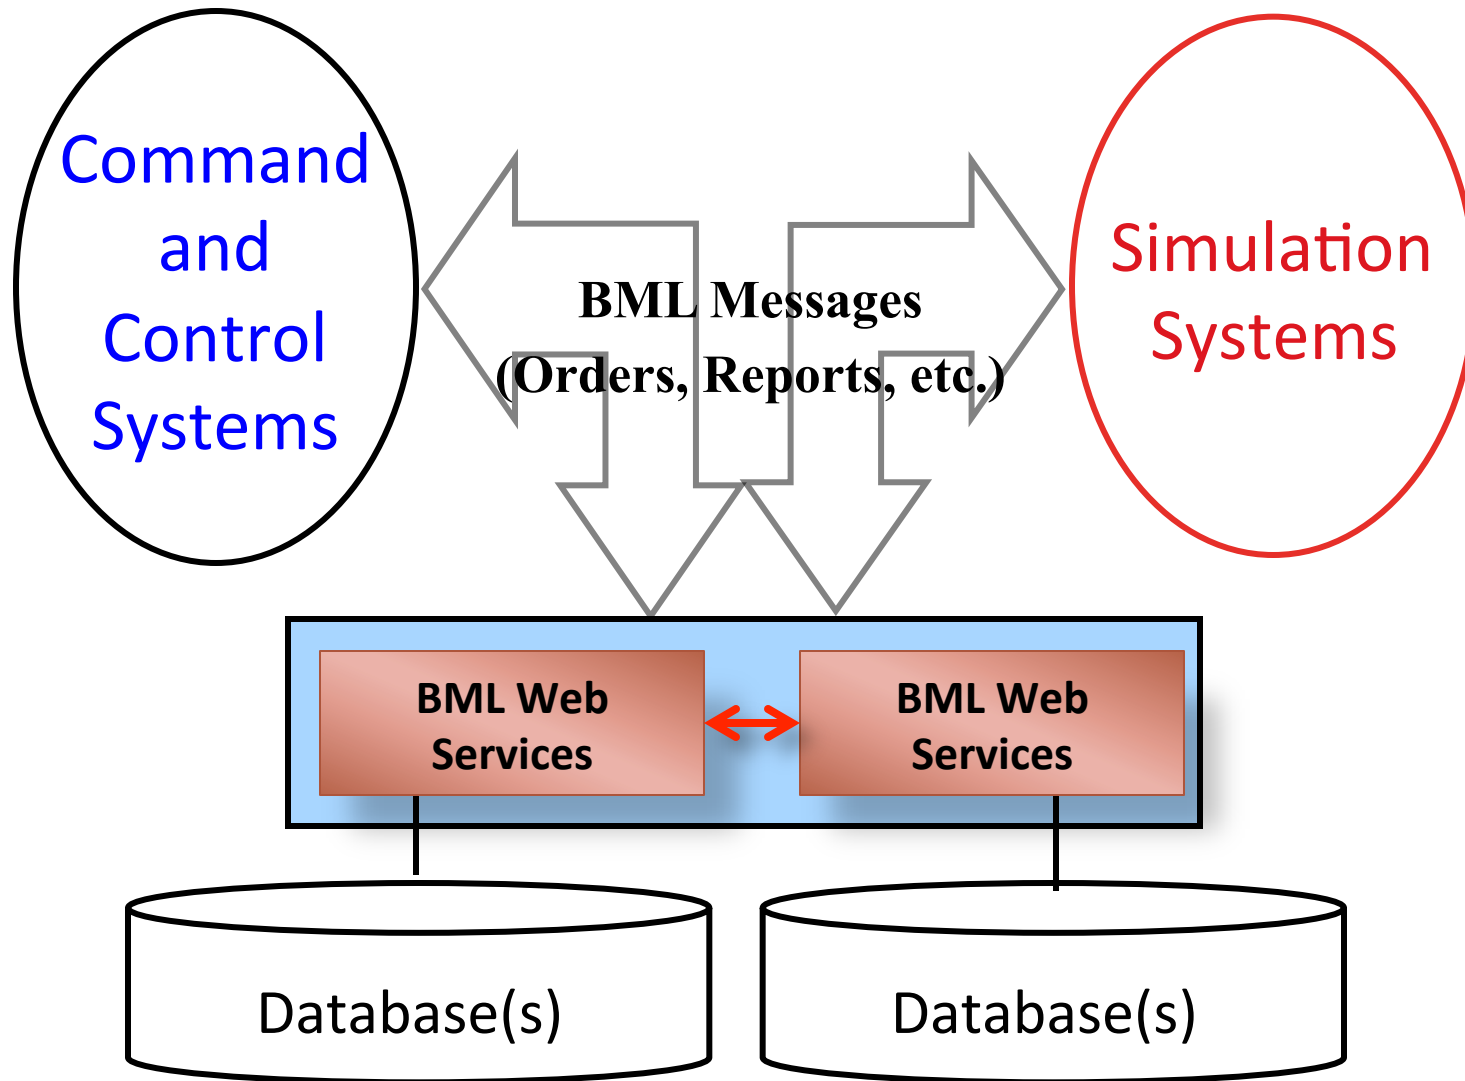 Command
and
Control
Systems
BML Messages
(Orders, Reports, etc.)
Simulation
Systems
BML Web
Services
BML Web
Services
Database(s)
Database(s)